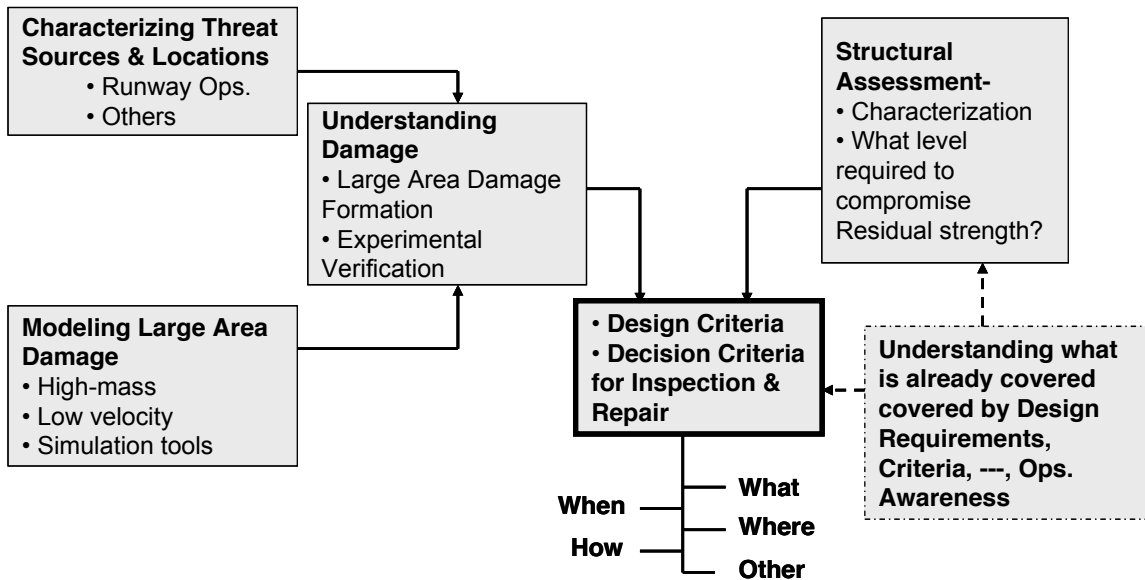 Characterizing Threat
Sources & Locations
• Runway Ops.
• Others
Understanding
Damage
• Large Area Damage
Formation
• Experimental
Verification
Modeling Large Area
Damage
• High-mass
• Low velocity
• Simulation tools
Structural
Assessment-
• Characterization
• What level
required to
compromise
Residual strength?
• Design Criteria
• Decision Criteria
for Inspection &
Repair
Understanding what
is already covered
covered by Design
Requirements,
Criteria, ---, Ops.
Awareness
What
When
Where
How
Other